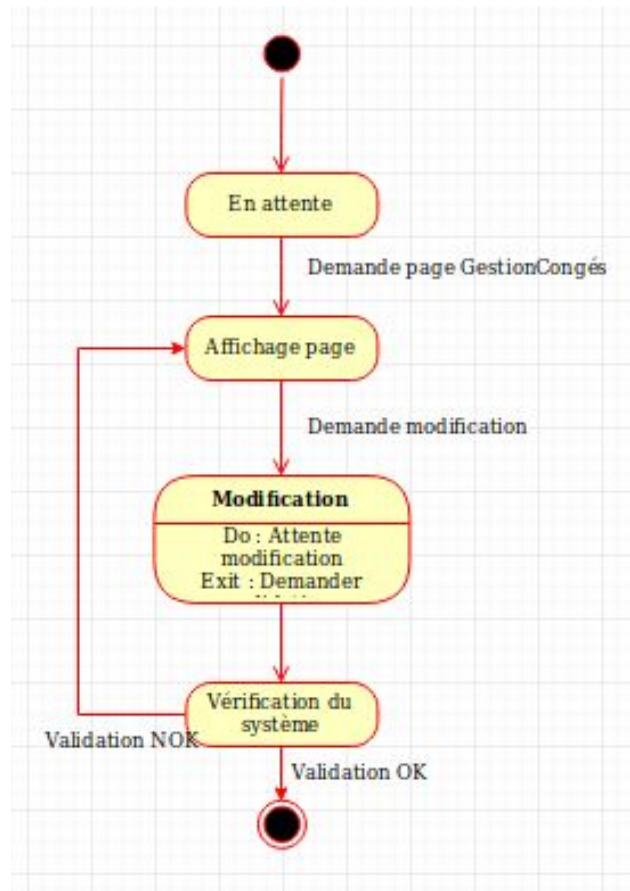 En attente
Demande page GestionCongés
Affichage page
Demande modification
Modification
Do : Attente
modification
Exit : Demander
Vérification du
système
Validation NOK
Validation OK